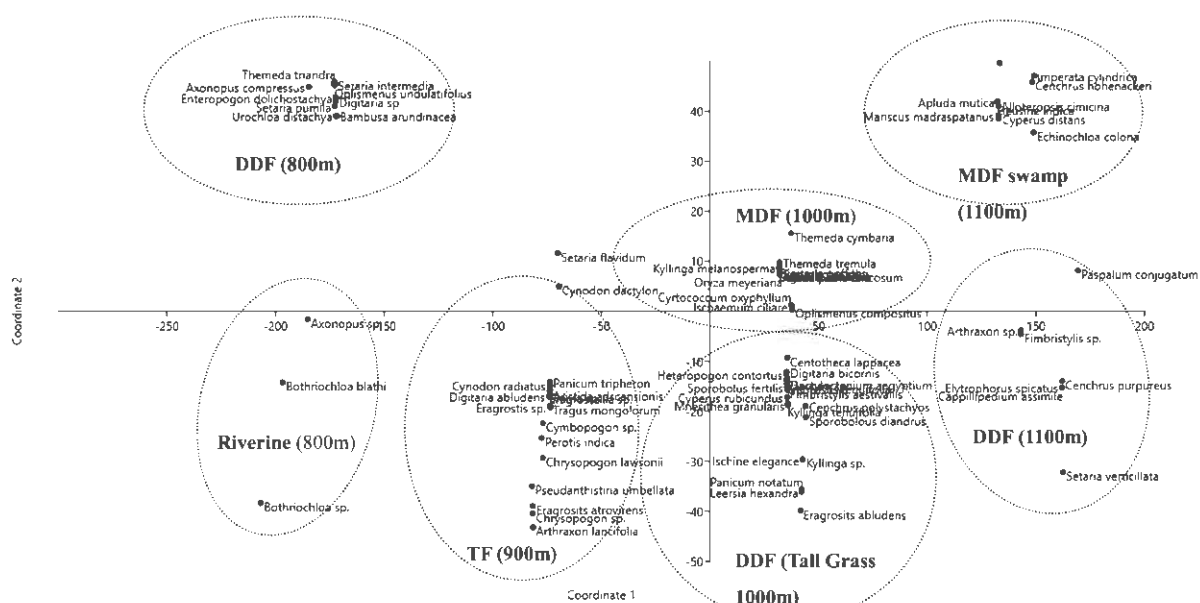 Themeda triandra
Axonopus compressus Setaria intermedia
Enteropogon dolichostachya Oplismenus undulatifolius
Setaria pumila Digitaria sp
Urochloa distachya Bambusa arundinacea
DDF (800m)
Imperata cylindrica
Cenchrus hohenackeri
Apluda mutica Alloteropsis cimicina
Mariscus madraspatanus Cyperus distans
Echinochloa colona
MDF swamp
(1100m)
40
20
10
MDF (1000m)
Themeda cymbaria
Setaria flavidum
Kyllinga melanosperma Themeda tremula
Oryza meyeriana
Cynodon dactylon
Cyrtococcum oxyphyllum
Ischaemum ciliare
Oplismenus compositus
Paspalum conjugatum
Coordinate 2
-250 -200 -150 -100 -50 50 100 150 200
Axonopus sp.
Arthraxon sp.
Fimbristylis sp.
-10
Centotheca lappacea
Bothriochloa blathi
Cynodon radiatus Panicum tripheron
Digitaria abludens
Eragrostis sp. Tragus mongolorum
Heteropogon contortus Digitaria bicornis
Sporobolus fertilis
Cyperus rubicundus Fimbristylis aestivalis
Mnesithea granularis Kyllinga tenuifolia
Cenchrus polystachyos
Sporobolous diandrus
-20
Elytrophorus spicatus Cenchrus purpureus
Cappillipedium assimile
Cymbopogon sp.
Perotis indica
Riverine (800m)
DDF (1100m)
Chrysopogon lawsonii
-30
Ischine elegance Kyllinga sp.
Setaria verticillata
Pseudanthistiria umbellata
Panicum notatum
Leersia hexandra
Bothriochloa sp.
Eragrosits atrovirens
Chrysopogon sp.
Arthraxon lancifolia
-40
Eragrosits abludens
TF (900m)
-50
DDF (Tall Grass
1000m)
Coordinate 1